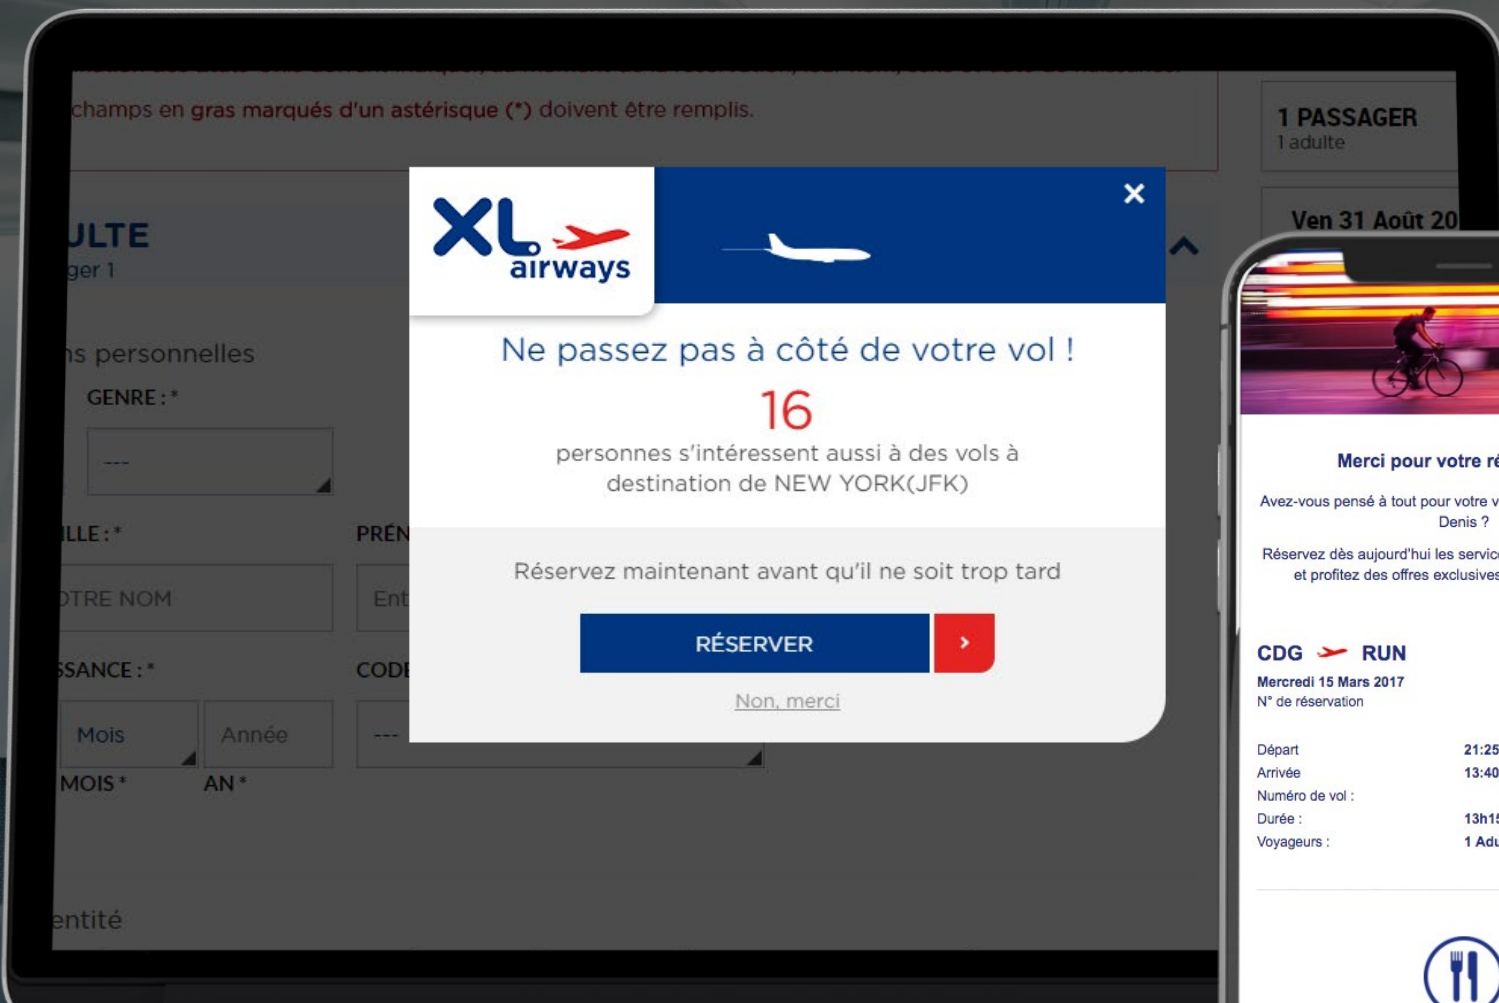 champs en gras marqués d'un astérisque (*) doivent être remplis.
1 PASSAGER
1 adulte
Ven 31 Août 20
ULTE
ger 1
ns personnelles
GENRE : *
---
ILLE : *
PRÉN
OTRE NOM
Ent
SSANCE : *
CODE
Mois
Année
---
MOIS *
AN *
entité
XL
airways
×
Ne passez pas à côté de votre vol !
16
personnes s'intéressent aussi à des vols à
destination de NEW YORK(JFK)
Réservez maintenant avant qu'il ne soit trop tard
RÉSERVER
Non, merci
Merci pour votre ré
Avez-vous pensé à tout pour votre v
Denis ?
Réservez dès aujourd'hui les service
et profitez des offres exclusives
CDG RUN
Mercredi 15 Mars 2017
N° de réservation
Départ 21:25
Arrivée 13:40
Numéro de vol :
Durée : 13h15
Voyageurs : 1 Adu